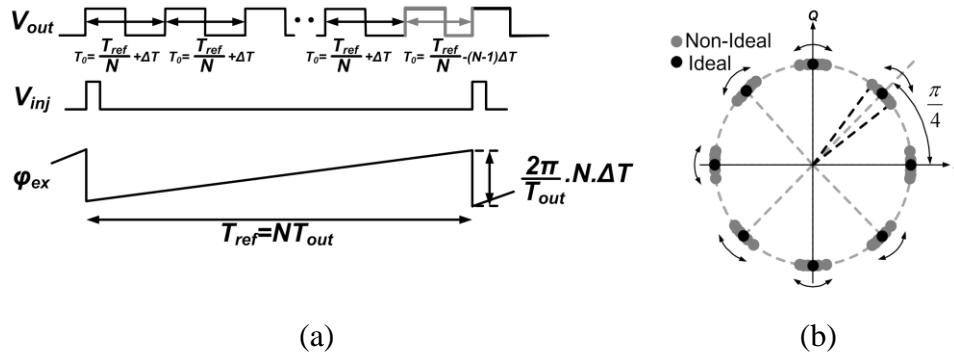 V_out
T_0=T_ref/N+ΔT T_0=T_ref/N+ΔT T_0=T_ref/N+ΔT T_0=T_ref/N-(N-1)ΔT
V_inj
φ_ex
2π/T_out.N.ΔT
T_ref=NT_out
(a)
Q
Non-Ideal
Ideal
π/4
(b)